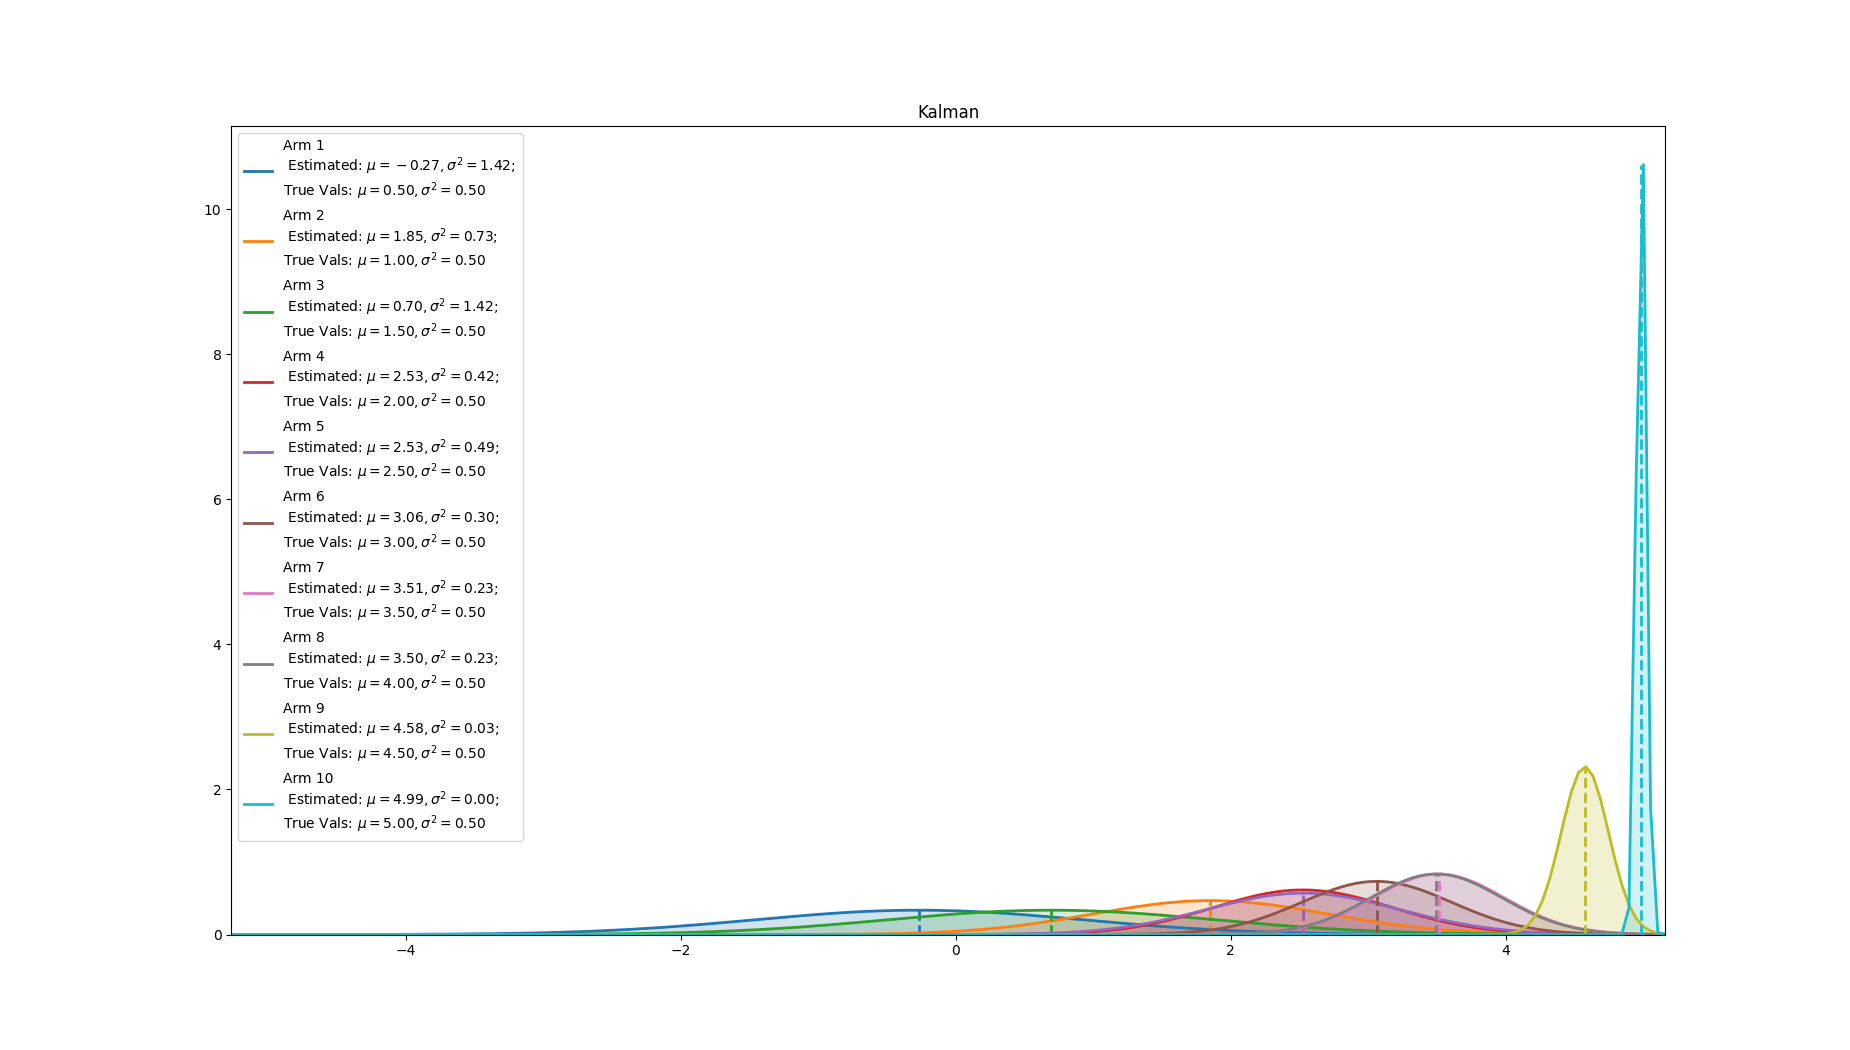 Kalman
Arm 1
Estimated: μ = −0.27, σ² = 1.42;
True Vals: μ = 0.50, σ² = 0.50
Arm 2
Estimated: μ = 1.85, σ² = 0.73;
True Vals: μ = 1.00, σ² = 0.50
Arm 3
Estimated: μ = 0.70, σ² = 1.42;
True Vals: μ = 1.50, σ² = 0.50
Arm 4
Estimated: μ = 2.53, σ² = 0.42;
True Vals: μ = 2.00, σ² = 0.50
Arm 5
Estimated: μ = 2.53, σ² = 0.49;
True Vals: μ = 2.50, σ² = 0.50
Arm 6
Estimated: μ = 3.06, σ² = 0.30;
True Vals: μ = 3.00, σ² = 0.50
Arm 7
Estimated: μ = 3.51, σ² = 0.23;
True Vals: μ = 3.50, σ² = 0.50
Arm 8
Estimated: μ = 3.50, σ² = 0.23;
True Vals: μ = 4.00, σ² = 0.50
Arm 9
Estimated: μ = 4.58, σ² = 0.03;
True Vals: μ = 4.50, σ² = 0.50
Arm 10
Estimated: μ = 4.99, σ² = 0.00;
True Vals: μ = 5.00, σ² = 0.50
10
8
6
4
2
0
−4 −2 0 2 4